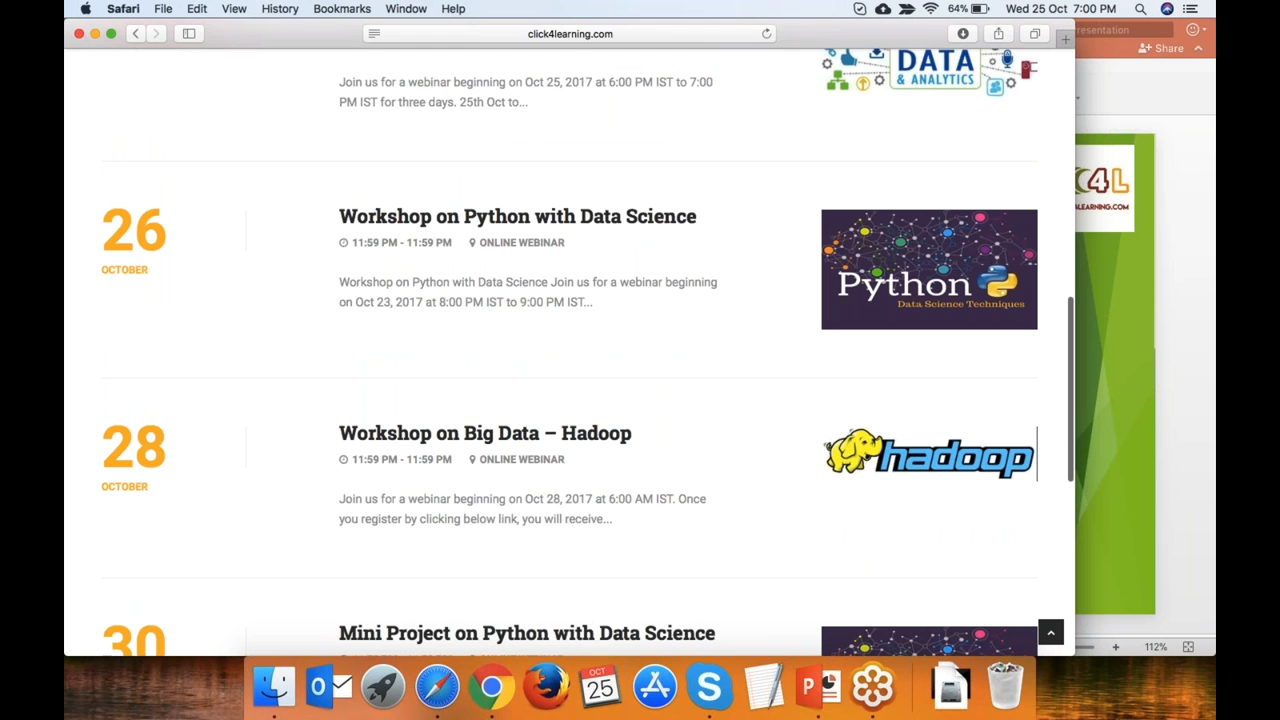 Safari File Edit View History Bookmarks Window Help 64% Wed 25 Oct 7:00 PM
click4learning.com
resentation
Share
DATA
& ANALYTICS
Join us for a webinar beginning on Oct 25, 2017 at 6:00 PM IST to 7:00
PM IST for three days. 25th Oct to...
4L
LEARNING.COM
26
OCTOBER
Workshop on Python with Data Science
11:59 PM - 11:59 PM ONLINE WEBINAR
Workshop on Python with Data Science Join us for a webinar beginning
on Oct 23, 2017 at 8:00 PM IST to 9:00 PM IST...
Python
Data Science Techniques
28
OCTOBER
Workshop on Big Data – Hadoop
11:59 PM - 11:59 PM ONLINE WEBINAR
Join us for a webinar beginning on Oct 28, 2017 at 6:00 AM IST. Once
you register by clicking below link, you will receive...
hadoop
30
Mini Project on Python with Data Science
112%
OCT
25